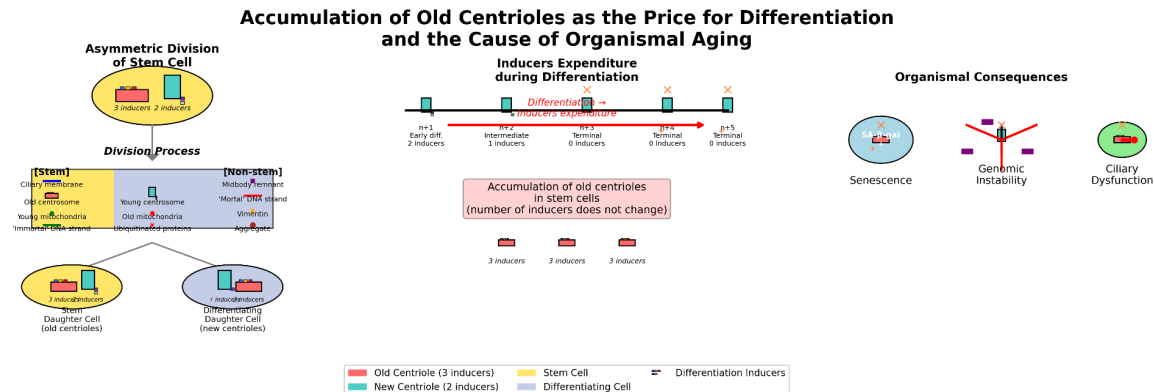 Accumulation of Old Centrioles as the Price for Differentiation
and the Cause of Organismal Aging
Asymmetric Division
of Stem Cell
3 inducers 2 inducers
Division Process
[Stem]
[Non-stem]
Ciliary membrane
Midbody remnant
Old centrosome
Young centrosome
'Mortal' DNA strand
Young mitochondria
Old mitochondria
Vimentin
'Immortal' DNA strand
Ubiquitinated proteins
Aggregate
3 inducers
inducers
inducers
Stem
Daughter Cell
(old centrioles)
Differentiating
Daughter Cell
(new centrioles)
Inducers Expenditure
during Differentiation
Differentiation →
inducers expenditure
n+1
Early diff.
2 inducers
n+2
Intermediate
1 inducers
n+3
Terminal
0 inducers
n+4
Terminal
0 inducers
n+5
Terminal
0 inducers
Accumulation of old centrioles
in stem cells
(number of inducers does not change)
3 inducers
3 inducers
3 inducers
Organismal Consequences
Senescence
Genomic
Instability
Ciliary
Dysfunction
Old Centriole (3 inducers)
New Centriole (2 inducers)
Stem Cell
Differentiating Cell
Differentiation Inducers